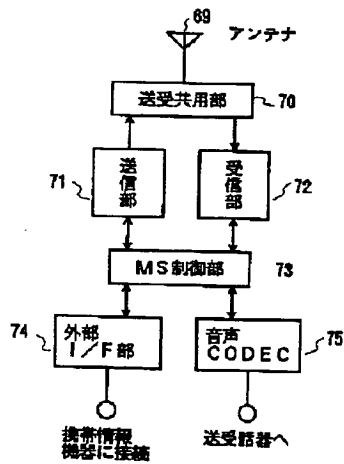 69
アンテナ
送受共用部
70
71
送信部
受信部
72
MS制御部
73
74
外部
I/F部
音声
CODEC
75
携帯情報
機器に接続
送受話器へ